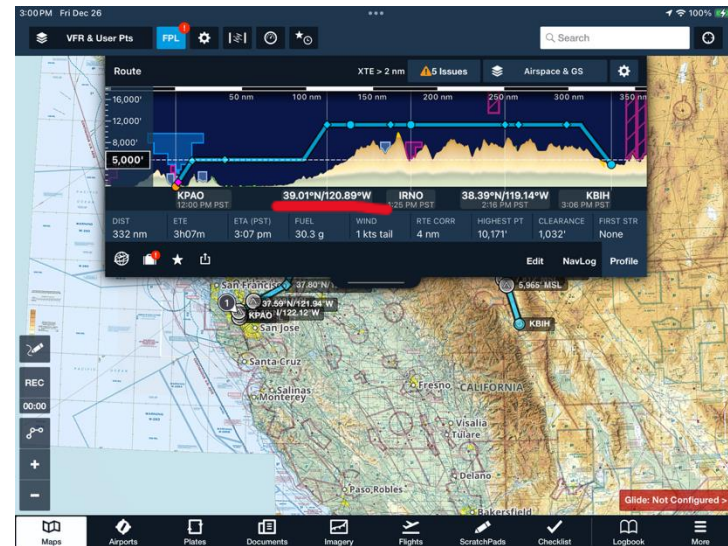 3:00 PM Fri Dec 26
100%
VFR & User Pts
FPL
Search
Route
XTE > 2 nm
5 Issues
Airspace & GS
16,000'
12,000'
8,000'
5,000'
50 nm
100 nm
150 nm
200 nm
250 nm
300 nm
350 nm
KPAO
12:00 PM PST
39.01°N/120.89°W
IRNO
1:25 PM PST
38.39°N/119.14°W
2:16 PM PST
KBIH
3:06 PM PST
DIST
ETE
ETA (PST)
FUEL
WIND
RTE CORR
HIGHEST PT
CLEARANCE
FIRST STR
332 nm
3h07m
3:07 pm
30.3 g
1 kts tail
4 nm
10,171'
1,032'
None
Edit
NavLog
Profile
San Francisco
37.80°N
1
37.59°N/121.94°W
KPAO
/122.12°W
San Jose
Santa Cruz
Salinas
Monterey
Fresno
CALIFORNIA
Visalia
Tulare
Delano
Paso Robles
Bakersfield
5,965' MSL
KBIH
REC
00:00
Glide: Not Configured >
Maps
Airports
Plates
Documents
Imagery
Flights
ScratchPads
Checklist
Logbook
More